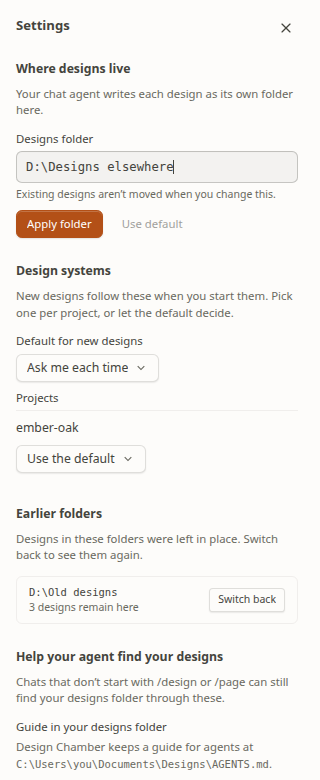 Settings
Where designs live
Your chat agent writes each design as its own folder
here.
Designs folder
D:\Designs elsewhere
Existing designs aren't moved when you change this.
Apply folder
Use default
Design systems
New designs follow these when you start them. Pick
one per project, or let the default decide.
Default for new designs
Ask me each time
Projects
ember-oak
Use the default
Earlier folders
Designs in these folders were left in place. Switch
back to see them again.
D:\Old designs
3 designs remain here
Switch back
Help your agent find your designs
Chats that don't start with /design or /page can still
find your designs folder through these.
Guide in your designs folder
Design Chamber keeps a guide for agents at
C:\Users\you\Documents\Designs\AGENTS.md.